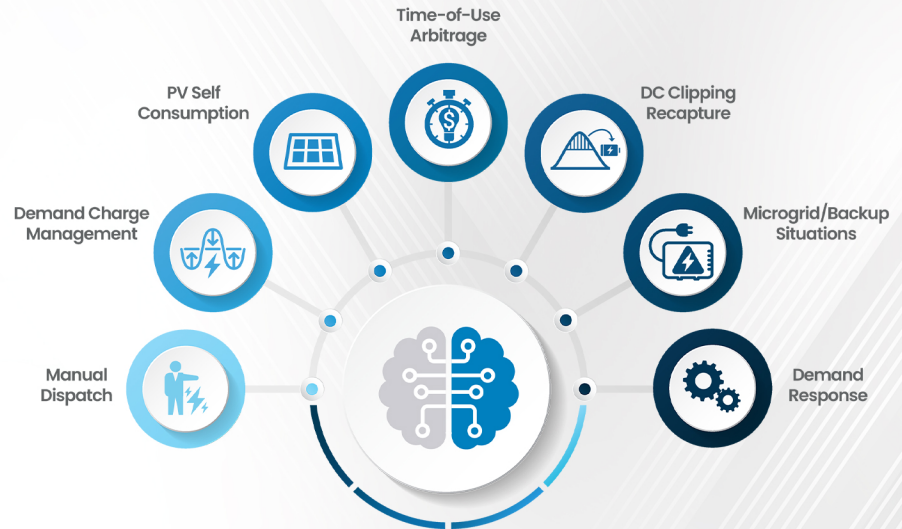 Time-of-Use
Arbitrage
PV Self
Consumption
DC Clipping
Recapture
Demand Charge
Management
Microgrid/Backup
Situations
Manual
Dispatch
Demand
Response
$